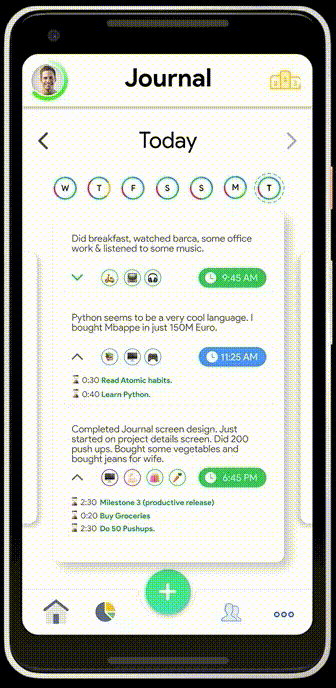 Journal
Today
W T F S S M T
Did breakfast, watched barca, some office
work & listened to some music.
9:45 AM
Python seems to be a very cool language. I
bought Mbappe in just 150M Euro.
11:25 AM
0:30 Read Atomic habits.
0:40 Learn Python.
Completed Journal screen design. Just
started on project details screen. Did 200
push ups. Bought some vegetables and
bought jeans for wife.
6:45 PM
2:30 Milestone 3 (productive release)
0:20 Buy Groceries
2:30 Do 50 Pushups.